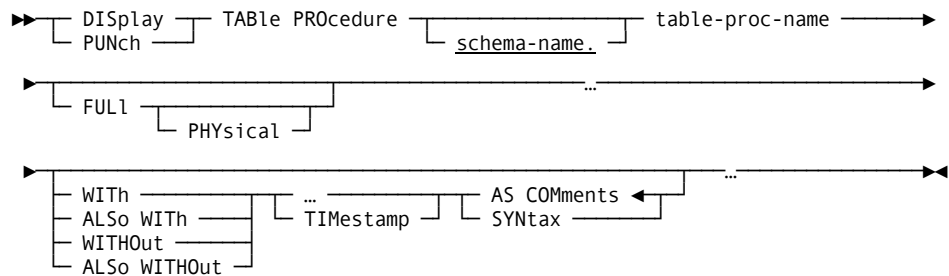 DISplay TABle PROcedure table-proc-name
PUNch schema-name.
FULl …
PHYsical
WITh … AS COMments …
ALSo WITh TIMestamp SYNtax
WITHOut
ALSo WITHOut